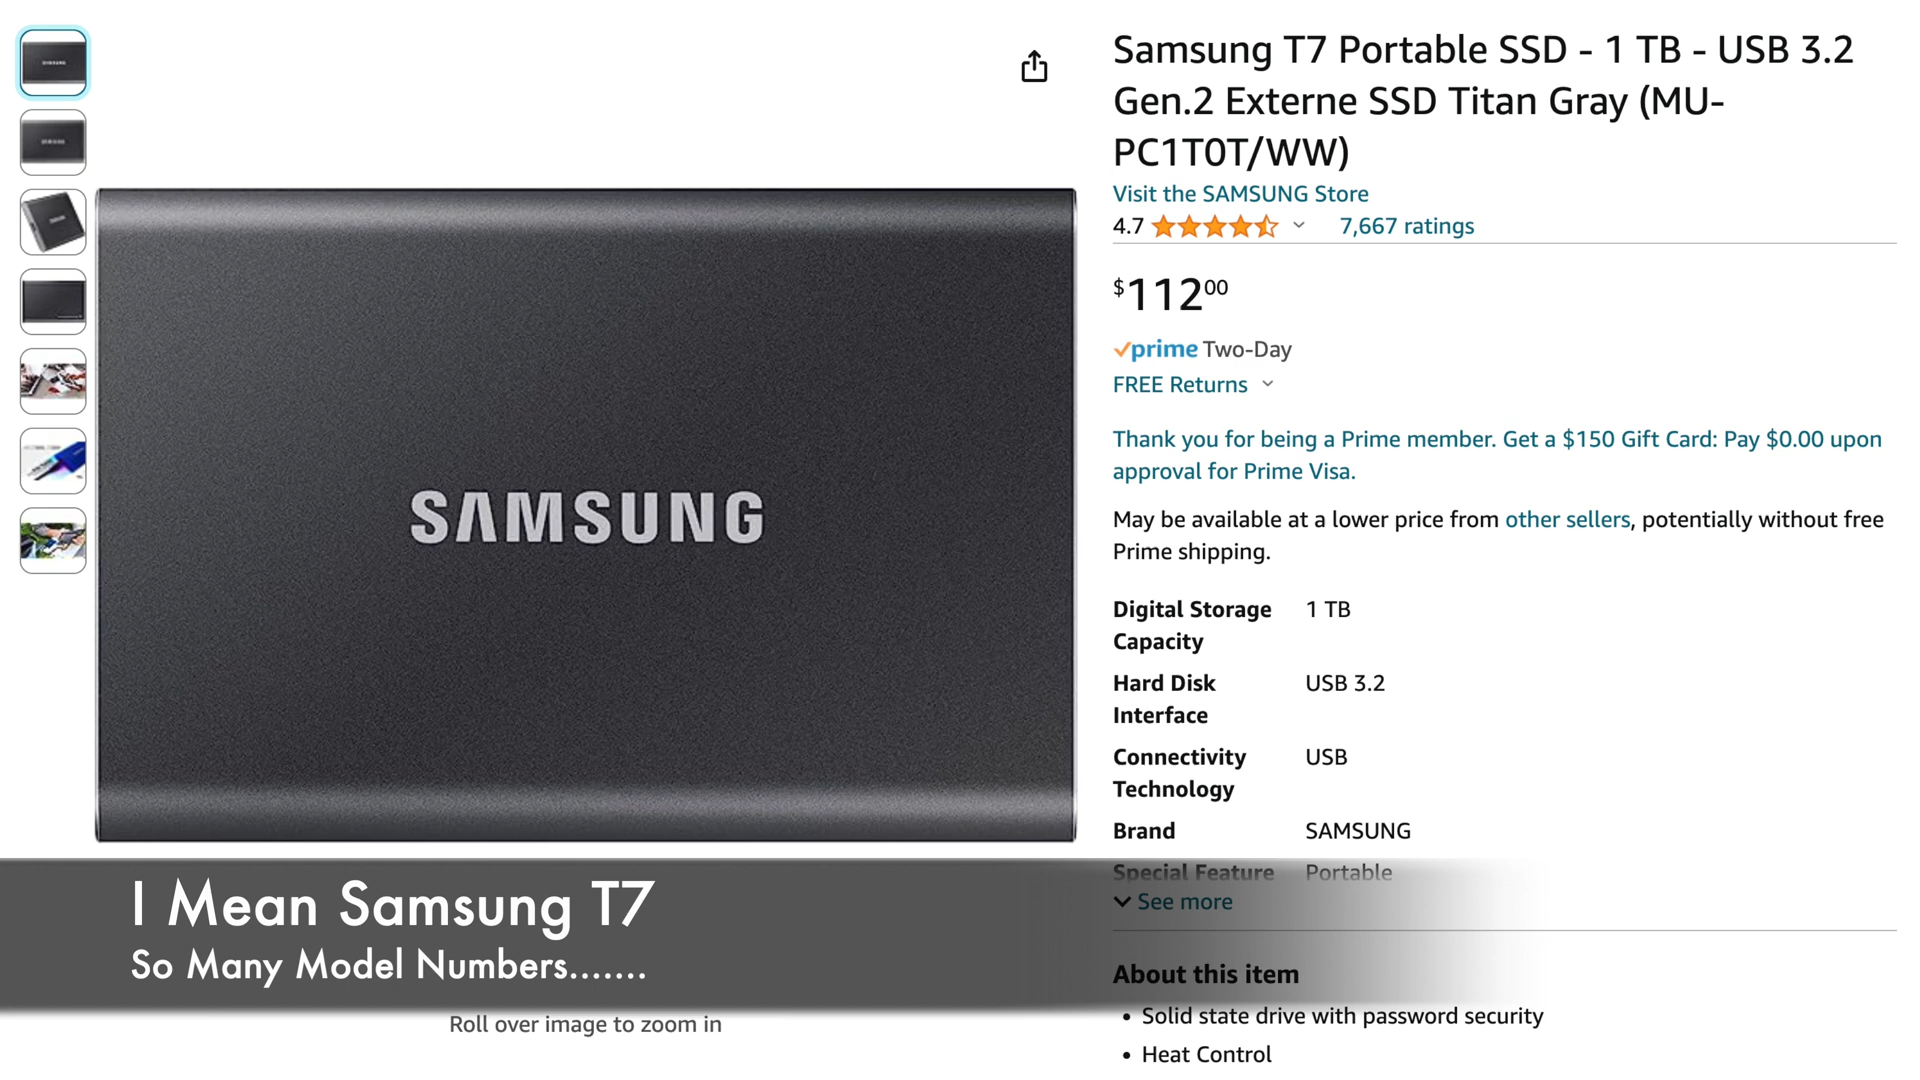 Samsung T7 Portable SSD - 1 TB - USB 3.2
Gen.2 Externe SSD Titan Gray (MU-
PC1T0T/WW)
Visit the SAMSUNG Store
4.7 7,667 ratings
$112.00
prime Two-Day
FREE Returns
Thank you for being a Prime member. Get a $150 Gift Card: Pay $0.00 upon
approval for Prime Visa.
May be available at a lower price from other sellers, potentially without free
Prime shipping.
Digital Storage 1 TB
Capacity
Hard Disk USB 3.2
Interface
Connectivity USB
Technology
Brand SAMSUNG
Special Feature Portable
See more
About this item
• Solid state drive with password security
• Heat Control
SAMSUNG
I Mean Samsung T7
So Many Model Numbers.......
Roll over image to zoom in